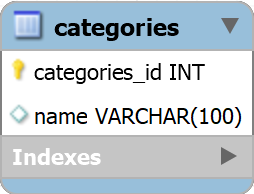 categories
categories_id INT
name VARCHAR(100)
Indexes